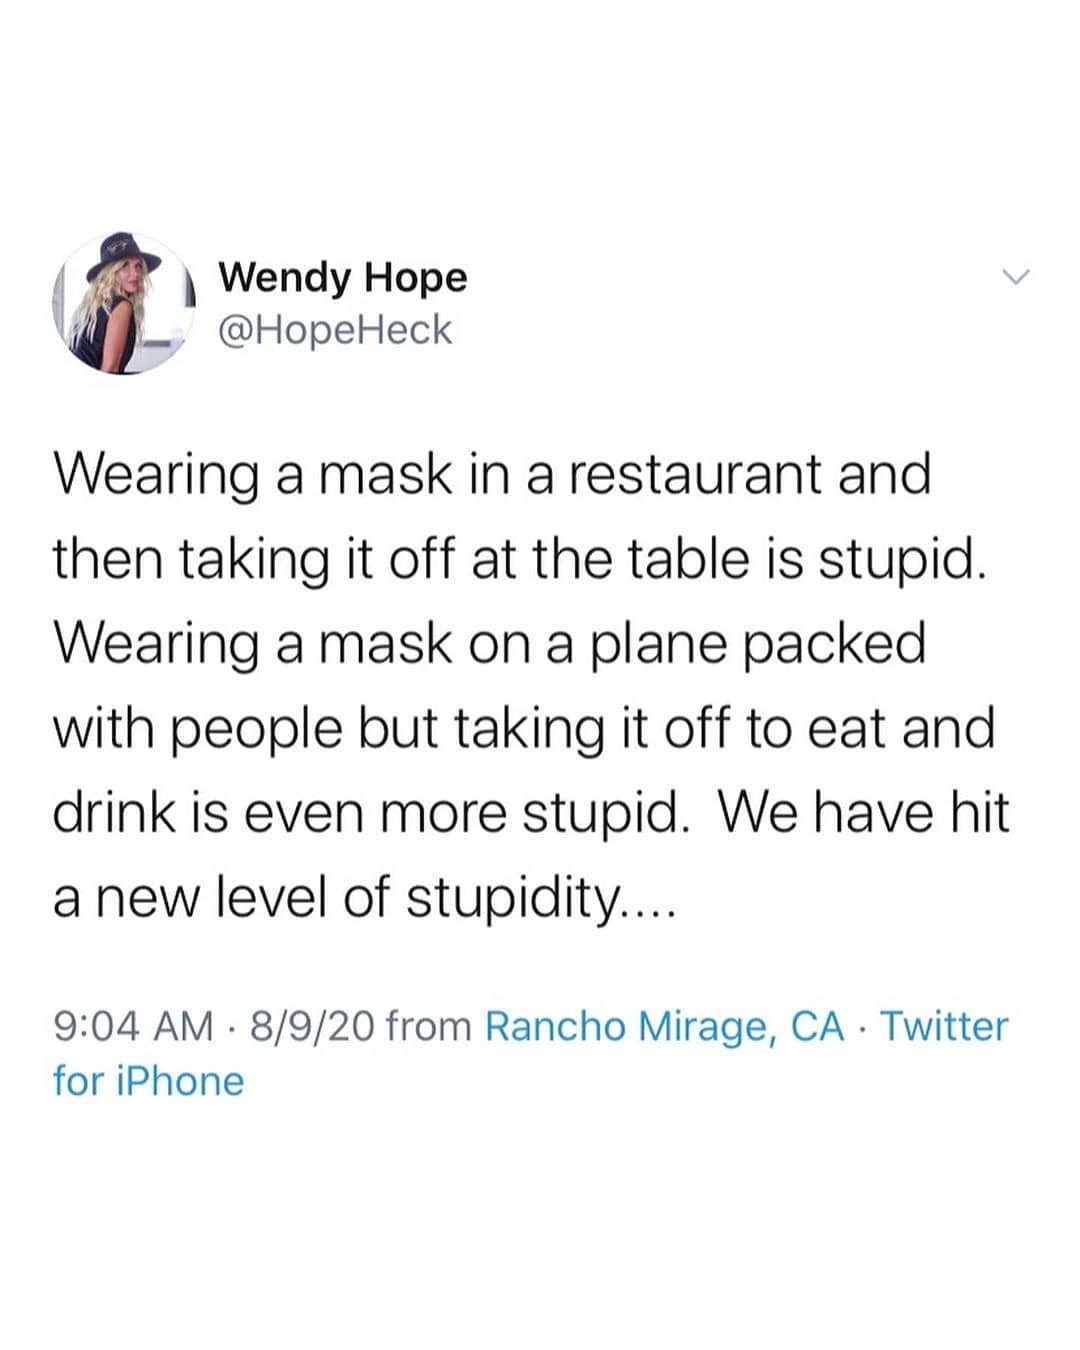 Wendy Hope
@HopeHeck
Wearing a mask in a restaurant and
then taking it off at the table is stupid.
Wearing a mask on a plane packed
with people but taking it off to eat and
drink is even more stupid.  We have hit
a new level of stupidity....
9:04 AM · 8/9/20 from Rancho Mirage, CA · Twitter
for iPhone